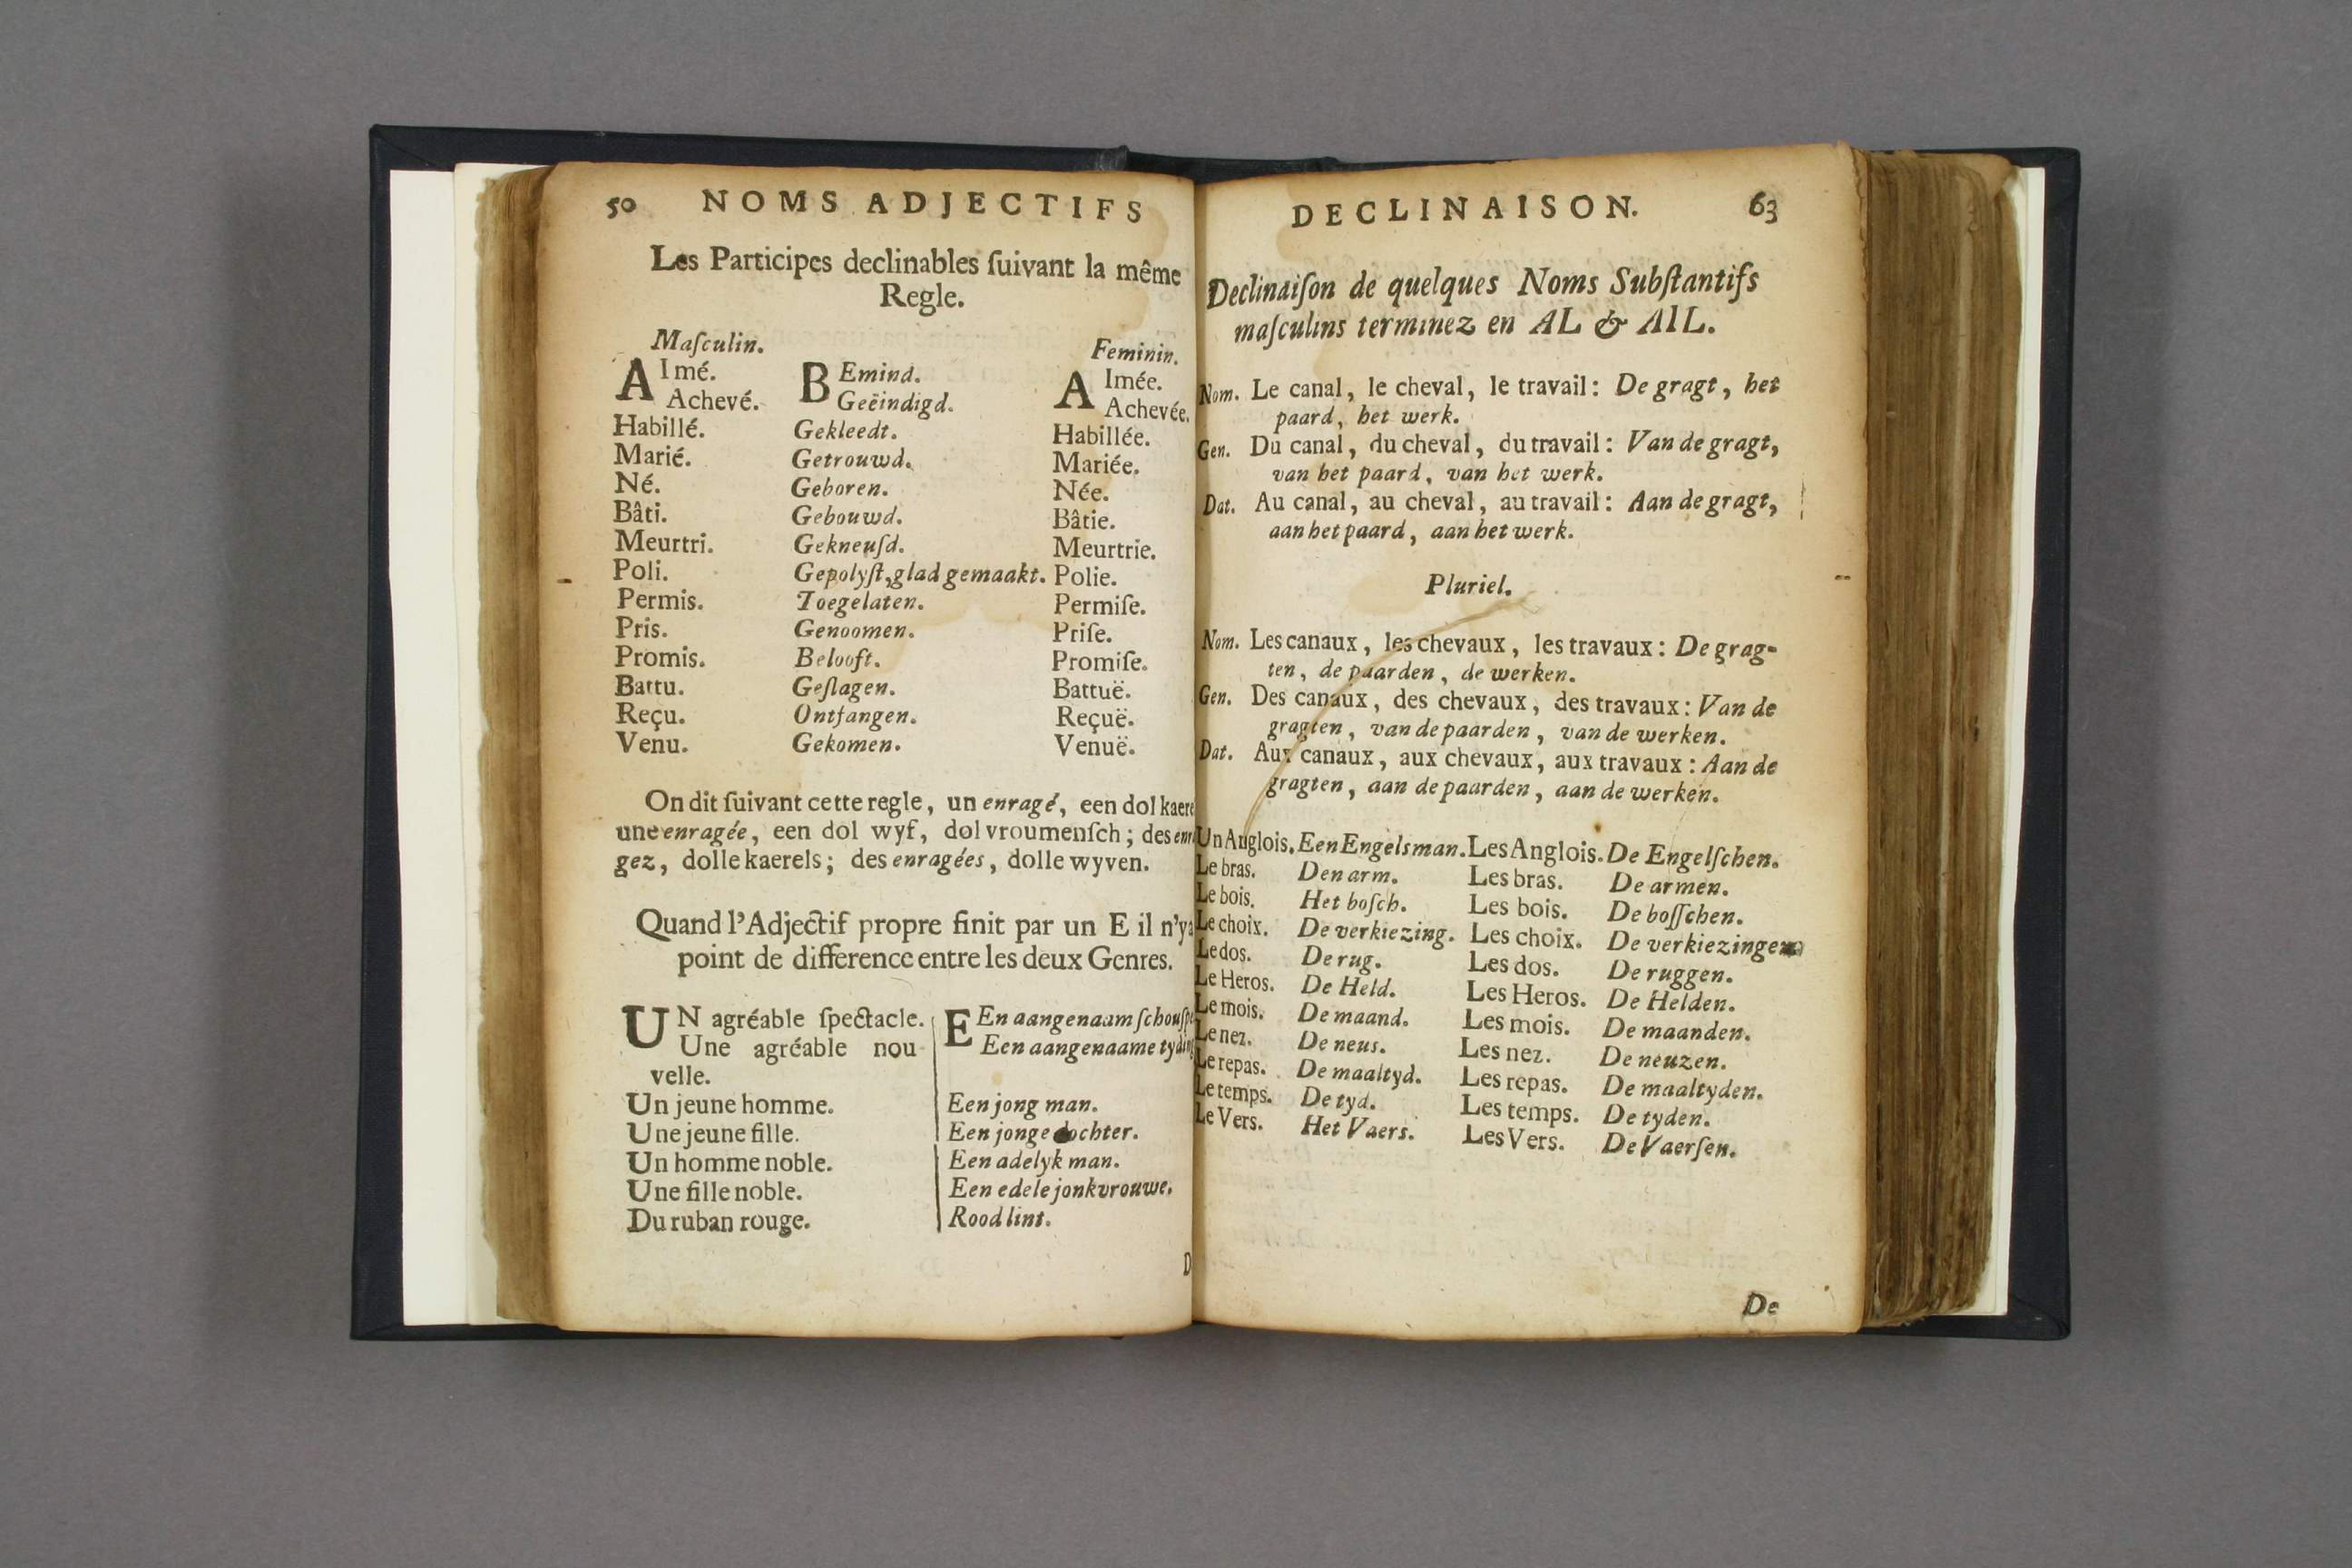 50 NOMS ADJECTIFS
Les Participes declinables ſuivant la même
Regle.
Maſculin. Feminin.
AImé. BEmind. AImée.
Achevé. Geëindigd. Achevée.
Habillé. Gekleedt. Habillée.
Marié. Getrouwd. Mariée.
Né. Geboren. Née.
Bâti. Gebouwd. Bâtie.
Meurtri. Gekneuſd. Meurtrie.
Poli. Gepolyſt, glad gemaakt. Polie.
Permis. Toegelaten. Permiſe.
Pris. Genoomen. Priſe.
Promis. Belooft. Promiſe.
Battu. Geſlagen. Battuë.
Reçu. Ontfangen. Reçuë.
Venu. Gekomen. Venuë.
On dit ſuivant cette regle, un enragé, een dol kaere
une enragée, een dol wyf, dol vroumenſch; des enr
gez, dolle kaerels; des enragées, dolle wyven.
Quand l'Adjectif propre finit par un E il n'ya
point de difference entre les deux Genres.
UN agréable ſpectacle. EEn aangenaam ſchouſpe
Une agréable nou- Een aangenaame tyding
velle.
Un jeune homme. Een jong man.
Une jeune fille. Een jonge dochter.
Un homme noble. Een adelyk man.
Une fille noble. Een edele jonkvrouwe.
Du ruban rouge. Rood lint.
D
DECLINAISON. 63
Declinaiſon de quelques Noms Subſtantifs
maſculins terminez en AL & AIL.
Nom. Le canal, le cheval, le travail: De gragt, het
paard, het werk.
Gen. Du canal, du cheval, du travail: Van de gragt,
van het paard, van het werk.
Dat. Au canal, au cheval, au travail: Aan de gragt,
aan het paard, aan het werk.
Pluriel.
Nom. Les canaux, les chevaux, les travaux: De grag-
ten, de paarden, de werken.
Gen. Des canaux, des chevaux, des travaux: Van de
gragten, van de paarden, van de werken.
Dat. Aux canaux, aux chevaux, aux travaux: Aan de
gragten, aan de paarden, aan de werken.
Un Anglois. Een Engelsman. Les Anglois. De Engelſchen.
Le bras. Den arm. Les bras. De armen.
Le bois. Het boſch. Les bois. De boſſchen.
Le choix. De verkiezing. Les choix. De verkiezingen
Le dos. De rug. Les dos. De ruggen.
Le Heros. De Held. Les Heros. De Helden.
Le mois. De maand. Les mois. De maanden.
Le nez. De neus. Les nez. De neuzen.
Le repas. De maaltyd. Les repas. De maaltyden.
Le temps. De tyd. Les temps. De tyden.
Le Vers. Het Vaers. Les Vers. De Vaerſen.
De